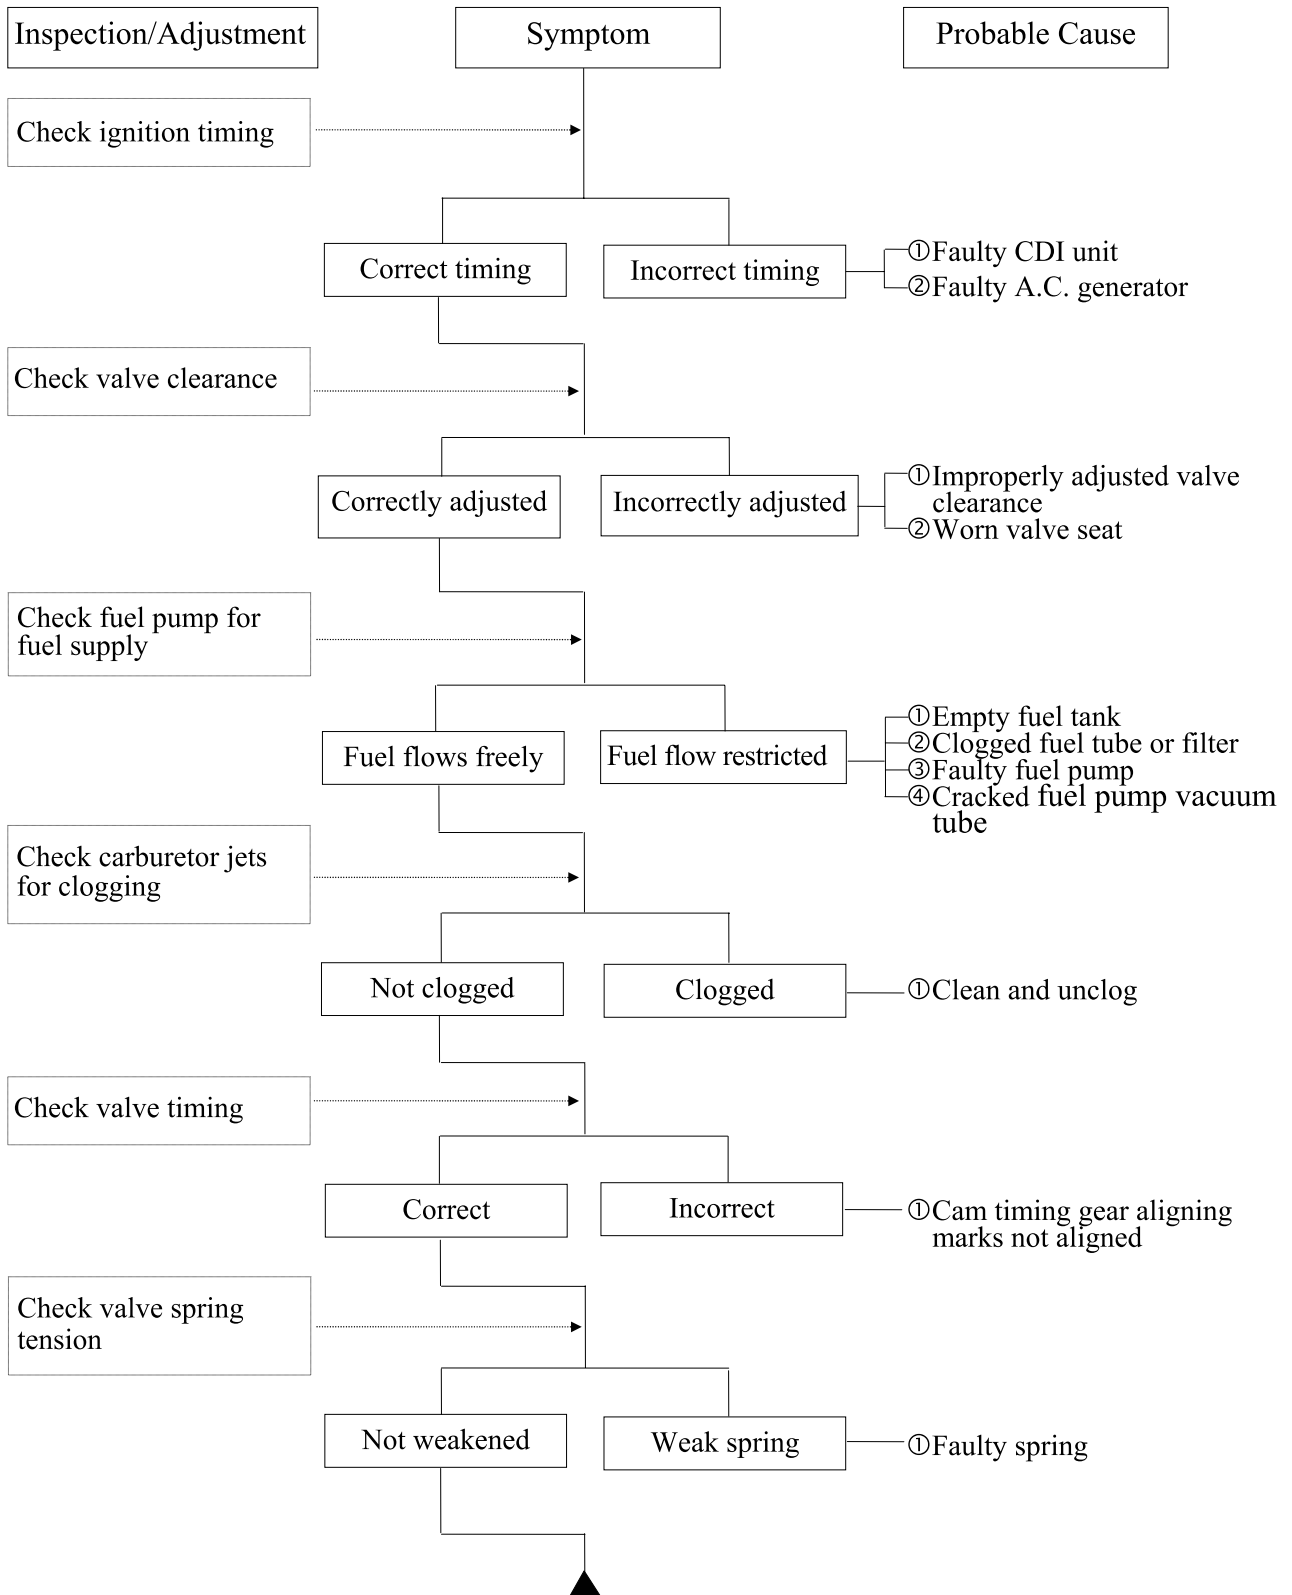 Inspection/Adjustment
Symptom
Probable Cause
Check ignition timing
Correct timing
Incorrect timing
①Faulty CDI unit
②Faulty A.C. generator
Check valve clearance
Correctly adjusted
Incorrectly adjusted
①Improperly adjusted valve
clearance
②Worn valve seat
Check fuel pump for
fuel supply
Fuel flows freely
Fuel flow restricted
①Empty fuel tank
②Clogged fuel tube or filter
③Faulty fuel pump
④Cracked fuel pump vacuum
tube
Check carburetor jets
for clogging
Not clogged
Clogged
①Clean and unclog
Check valve timing
Correct
Incorrect
①Cam timing gear aligning
marks not aligned
Check valve spring
tension
Not weakened
Weak spring
①Faulty spring